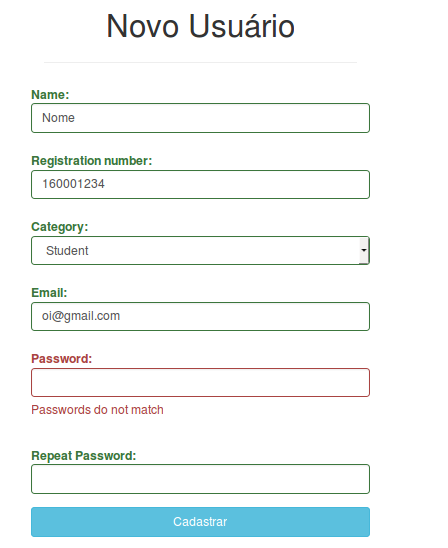 Novo Usuário
Name:
Nome
Registration number:
160001234
Category:
Student
Email:
oi@gmail.com
Password:
Passwords do not match
Repeat Password:
Cadastrar